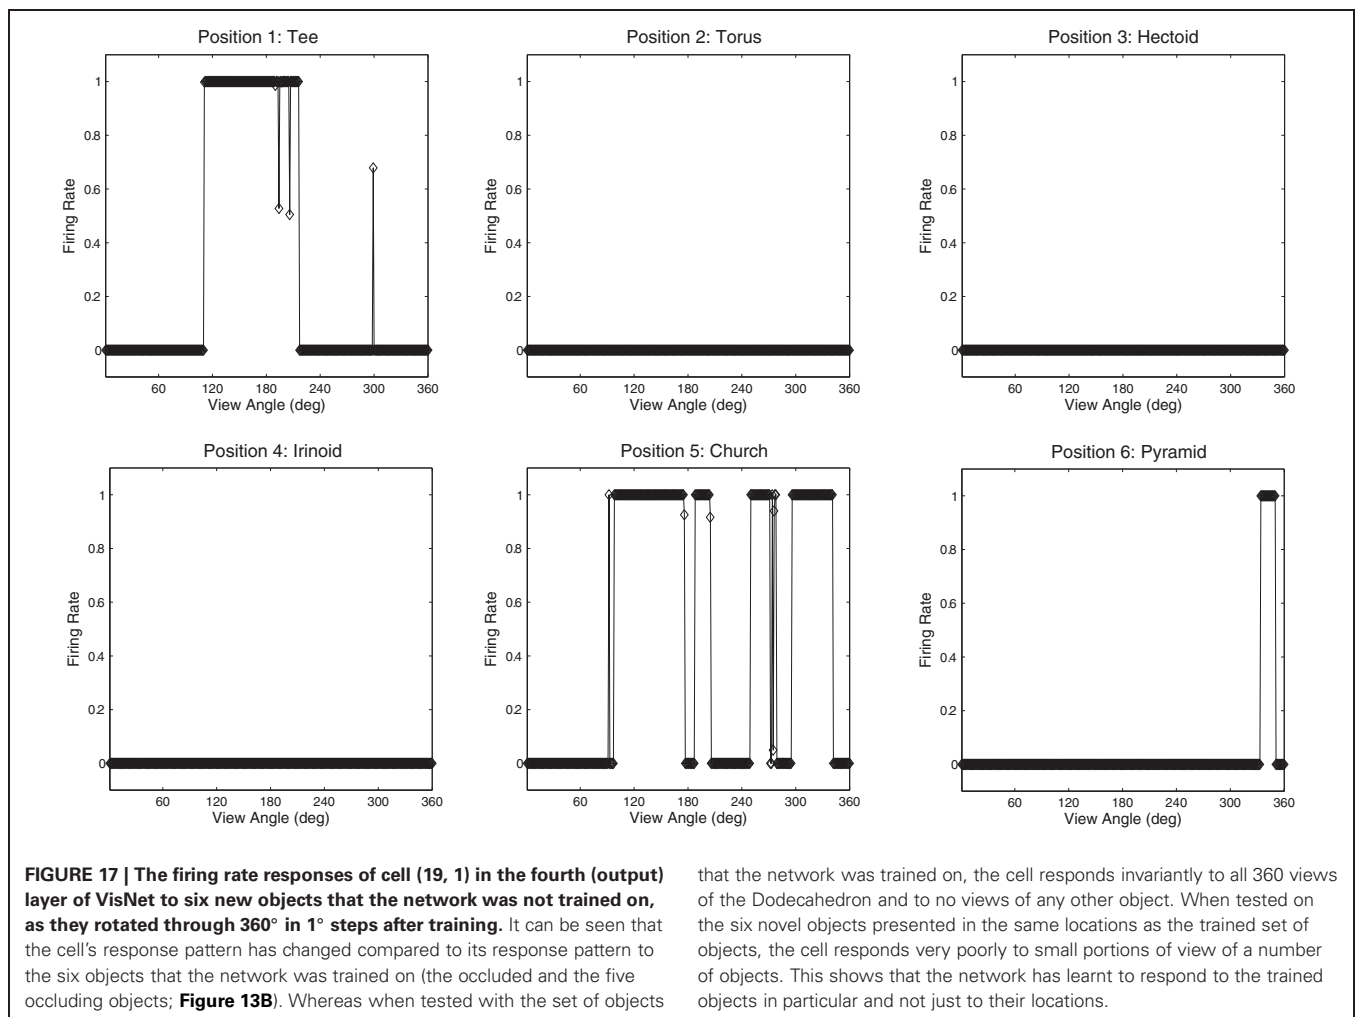 Position 1: Tee
Position 2: Torus
Position 3: Hectoid
1
0.8
0.6
0.4
0.2
0
Firing Rate
60 120 180 240 300 360
View Angle (deg)
1
0.8
0.6
0.4
0.2
0
Firing Rate
60 120 180 240 300 360
View Angle (deg)
1
0.8
0.6
0.4
0.2
0
Firing Rate
60 120 180 240 300 360
View Angle (deg)
Position 4: Irinoid
Position 5: Church
Position 6: Pyramid
1
0.8
0.6
0.4
0.2
0
Firing Rate
60 120 180 240 300 360
View Angle (deg)
1
0.8
0.6
0.4
0.2
0
Firing Rate
60 120 180 240 300 360
View Angle (deg)
1
0.8
0.6
0.4
0.2
0
Firing Rate
60 120 180 240 300 360
View Angle (deg)
FIGURE 17 | The firing rate responses of cell (19, 1) in the fourth (output)
layer of VisNet to six new objects that the network was not trained on,
as they rotated through 360° in 1° steps after training. It can be seen that
the cell's response pattern has changed compared to its response pattern to
the six objects that the network was trained on (the occluded and the five
occluding objects; Figure 13B). Whereas when tested with the set of objects
that the network was trained on, the cell responds invariantly to all 360 views
of the Dodecahedron and to no views of any other object. When tested on
the six novel objects presented in the same locations as the trained set of
objects, the cell responds very poorly to small portions of view of a number
of objects. This shows that the network has learnt to respond to the trained
objects in particular and not just to their locations.